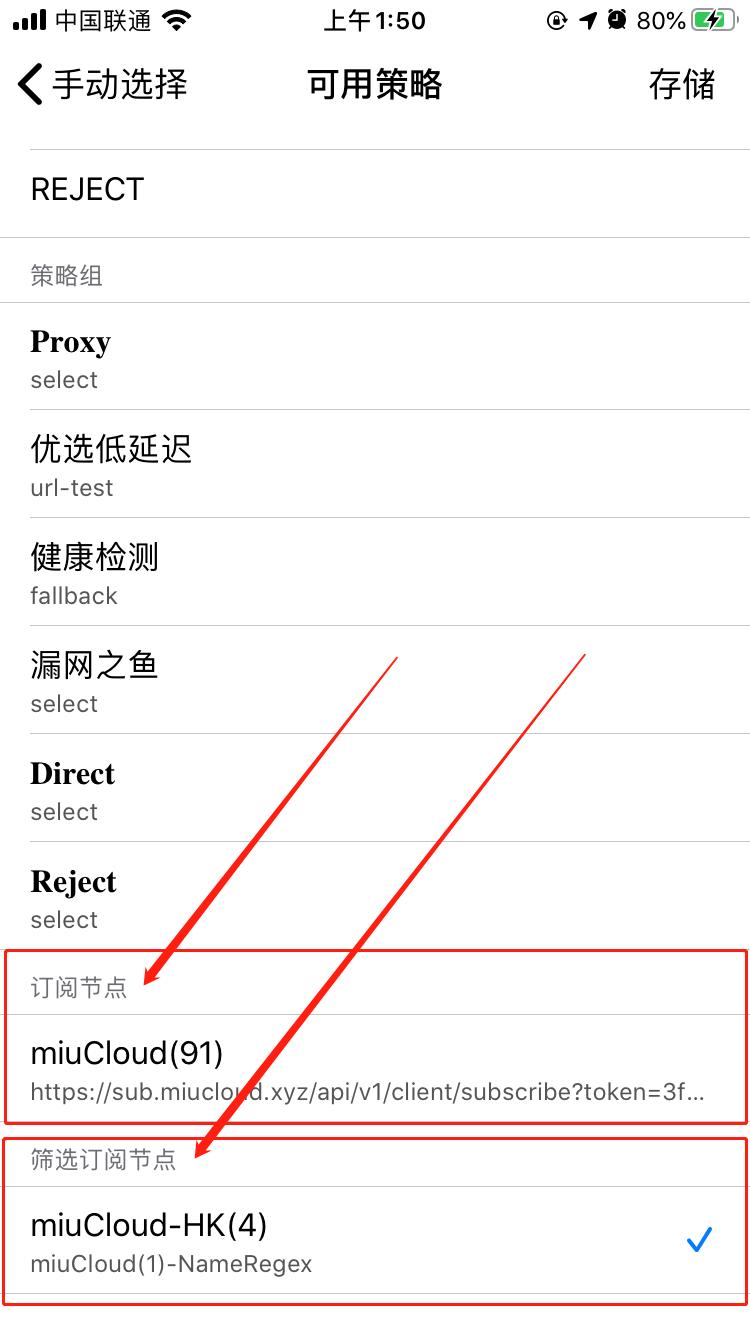 中国联通 上午1:50 80%
手动选择 可用策略 存储
REJECT
策略组
Proxy
select
优选低延迟
url-test
健康检测
fallback
漏网之鱼
select
Direct
select
Reject
select
订阅节点
miuCloud(91)
https://sub.miucloud.xyz/api/v1/client/subscribe?token=3f...
筛选订阅节点
miuCloud-HK(4)
miuCloud(1)-NameRegex